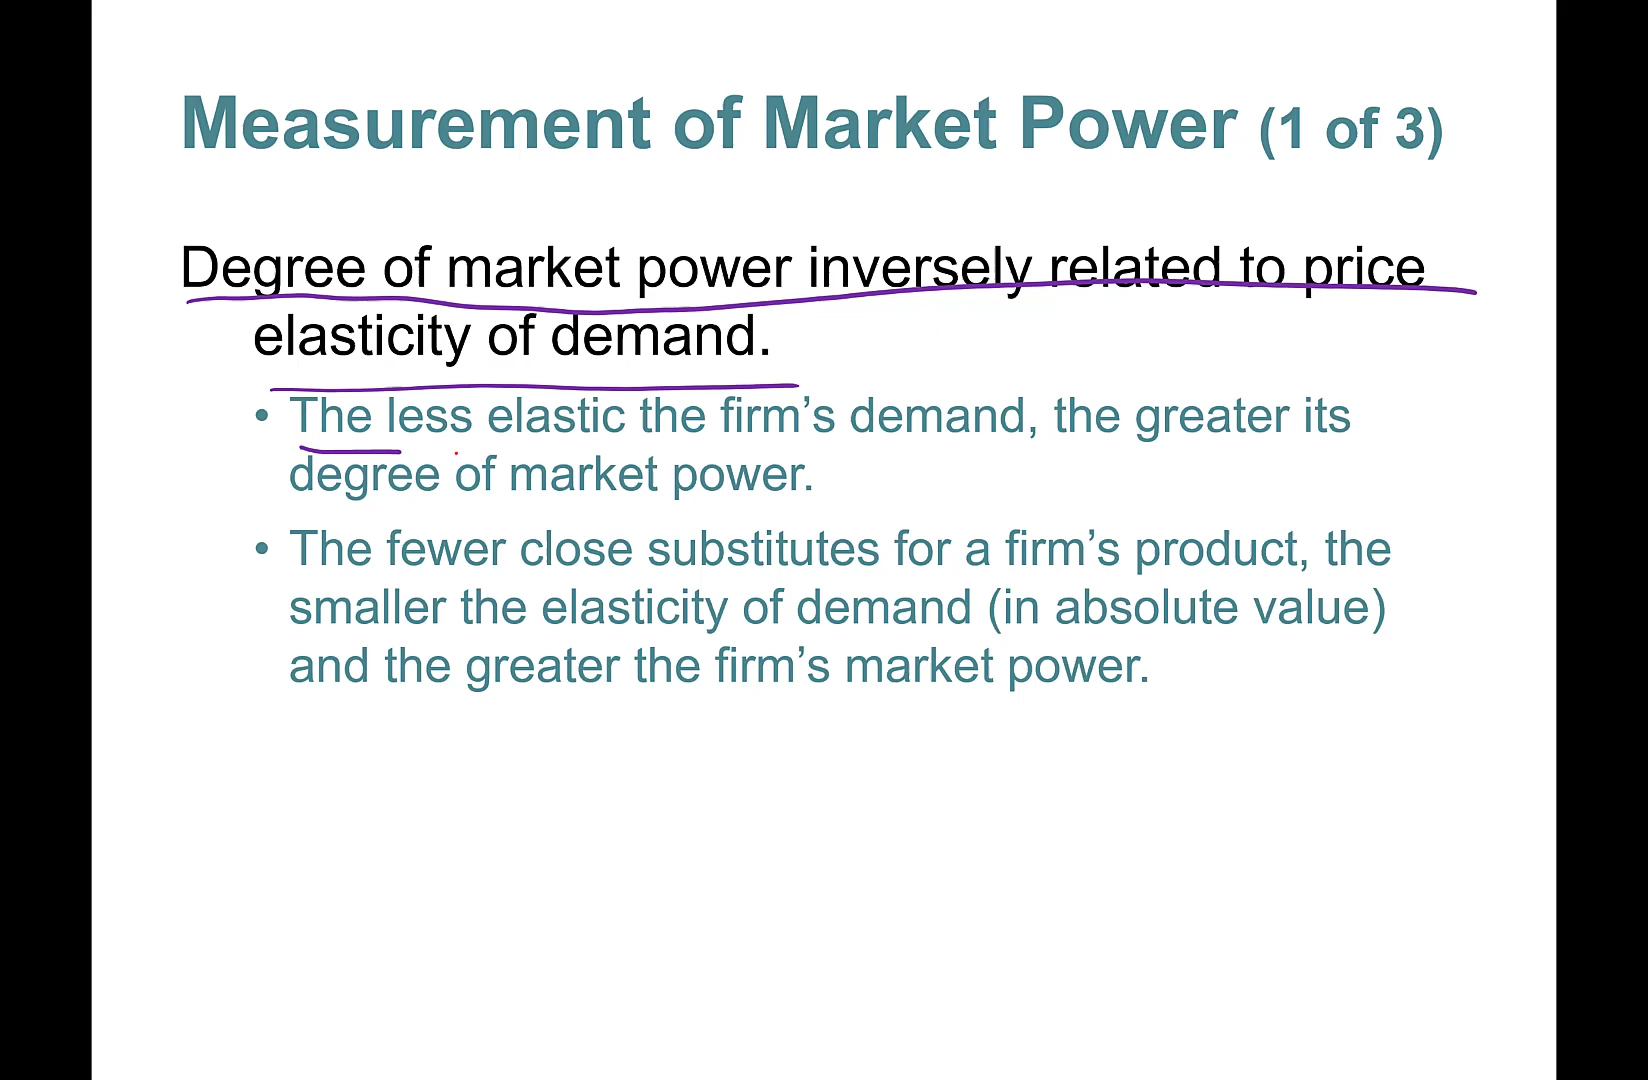 Measurement of Market Power (1 of 3)
Degree of market power inversely related to price
elasticity of demand.
• The less elastic the firm’s demand, the greater its
degree of market power.
• The fewer close substitutes for a firm’s product, the
smaller the elasticity of demand (in absolute value)
and the greater the firm’s market power.